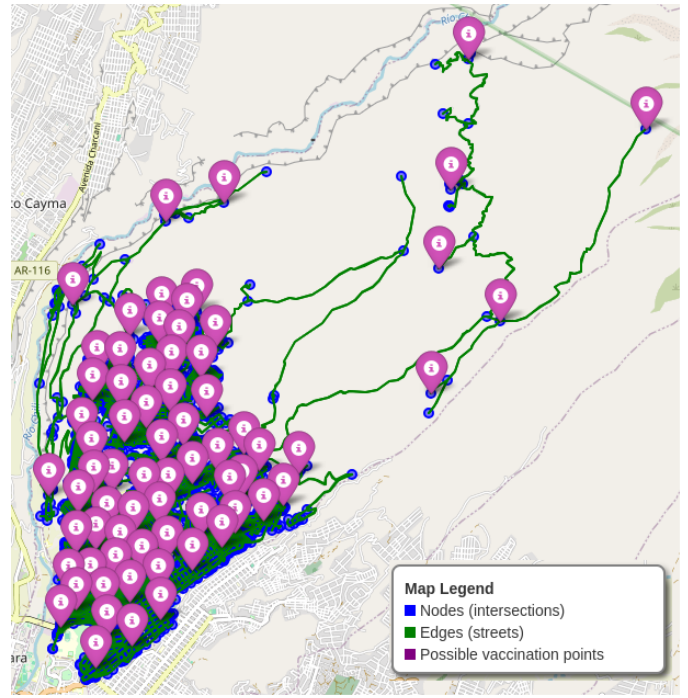 Río Chi
Avenida Charcani
to Cayma
AR-116
Río Chili
ara
Map Legend
Nodes (intersections)
Edges (streets)
Possible vaccination points